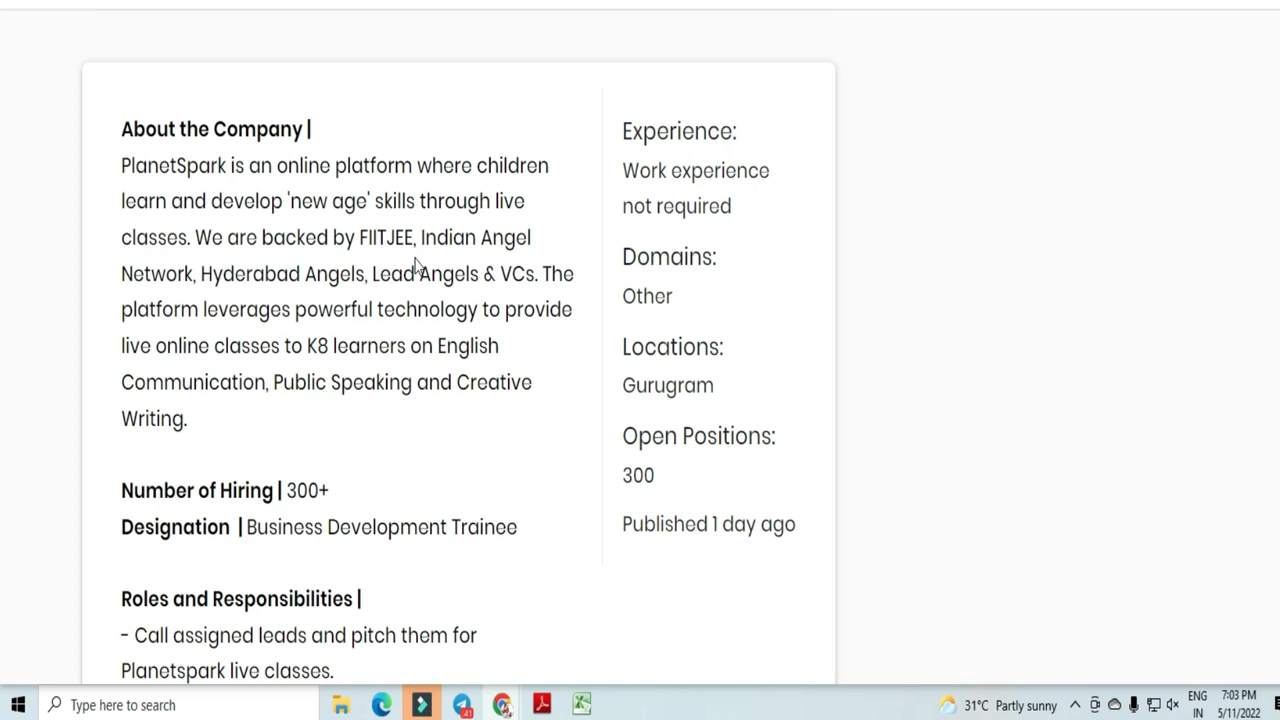 About the Company |
PlanetSpark is an online platform where children
learn and develop 'new age' skills through live
classes. We are backed by FIITJEE, Indian Angel
Network, Hyderabad Angels, Lead Angels & VCs. The
platform leverages powerful technology to provide
live online classes to K8 learners on English
Communication, Public Speaking and Creative
Writing.
Number of Hiring | 300+
Designation | Business Development Trainee
Roles and Responsibilities |
- Call assigned leads and pitch them for
Planetspark live classes.
Experience:
Work experience
not required
Domains:
Other
Locations:
Gurugram
Open Positions:
300
Published 1 day ago
Type here to search
41
31°C Partly sunny
ENG
IN
7:03 PM
5/11/2022